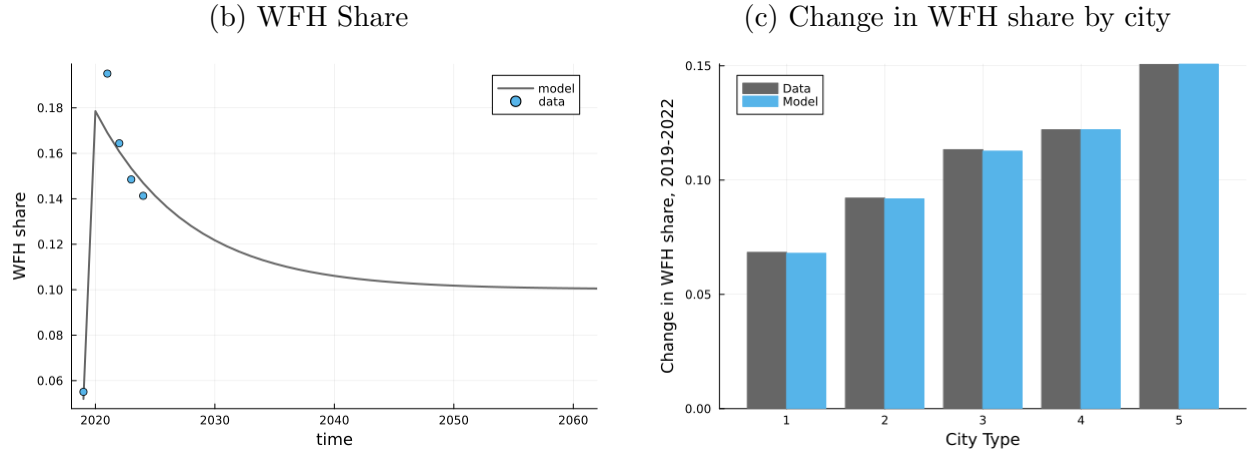 (b) WFH Share
model
data
0.18
0.16
0.14
0.12
0.10
0.08
0.06
WFH share
2020
2030
2040
2050
2060
time
(c) Change in WFH share by city
Data
Model
0.15
0.10
0.05
0.00
Change in WFH share, 2019-2022
1
2
3
4
5
City Type